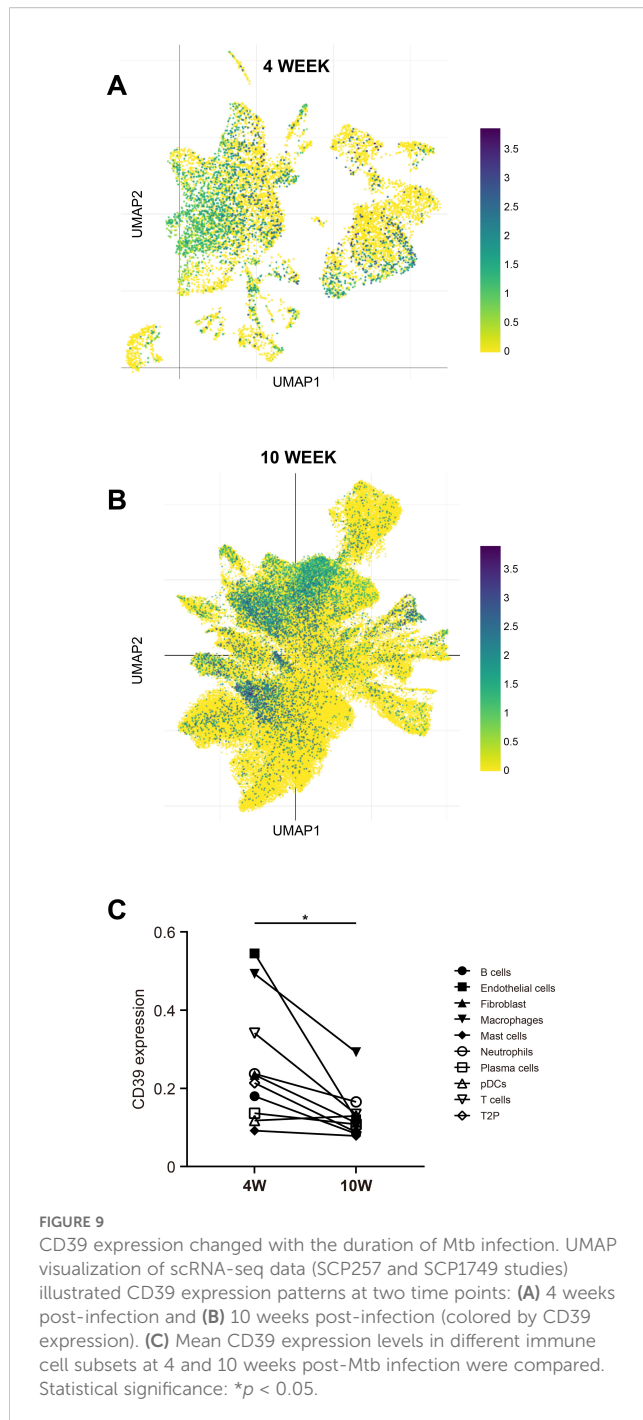 4 WEEK
A
3.5
3
2.5
2
1.5
1
0.5
0
UMAP2
UMAP1
10 WEEK
B
3.5
3
2.5
2
1.5
1
0.5
0
UMAP2
UMAP1
C
*
0.6
0.4
0.2
0
CD39 expression
4W 10W
B cells
Endothelial cells
Fibroblast
Macrophages
Mast cells
Neutrophils
Plasma cells
pDCs
T cells
T2P
FIGURE 9
CD39 expression changed with the duration of Mtb infection. UMAP
visualization of scRNA-seq data (SCP257 and SCP1749 studies)
illustrated CD39 expression patterns at two time points: (A) 4 weeks
post-infection and (B) 10 weeks post-infection (colored by CD39
expression). (C) Mean CD39 expression levels in different immune
cell subsets at 4 and 10 weeks post-Mtb infection were compared.
Statistical significance: *p < 0.05.